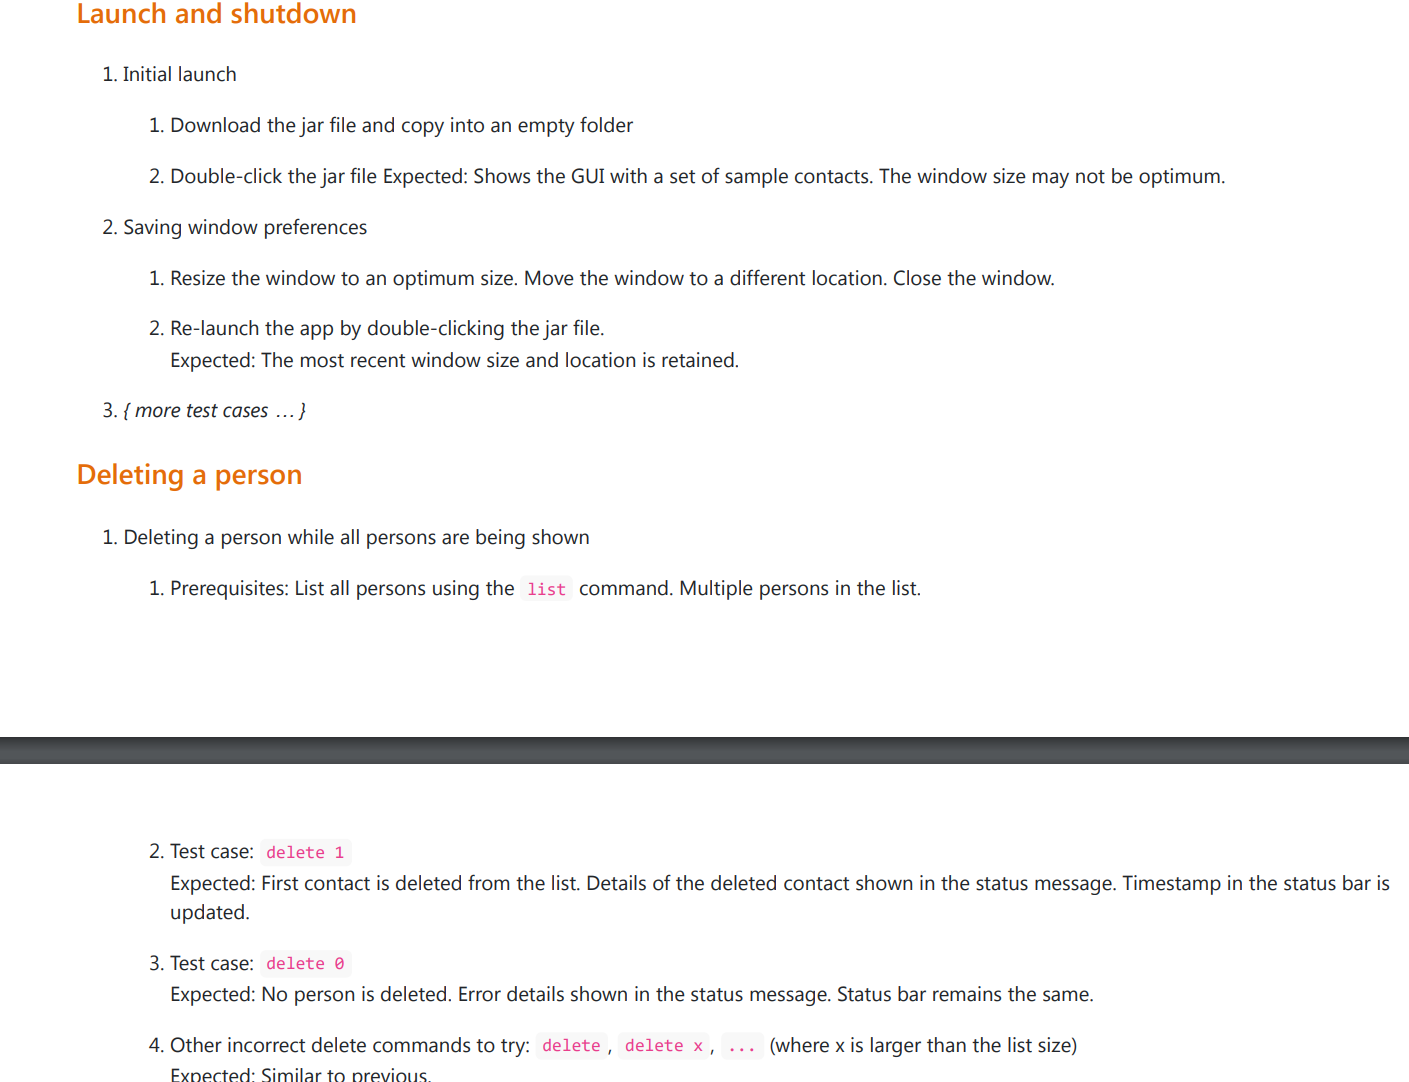 Launch and shutdown
1. Initial launch
1. Download the jar file and copy into an empty folder
2. Double-click the jar file Expected: Shows the GUI with a set of sample contacts. The window size may not be optimum.
2. Saving window preferences
1. Resize the window to an optimum size. Move the window to a different location. Close the window.
2. Re-launch the app by double-clicking the jar file.
Expected: The most recent window size and location is retained.
3. { more test cases … }
Deleting a person
1. Deleting a person while all persons are being shown
1. Prerequisites: List all persons using the list command. Multiple persons in the list.
2. Test case: delete 1
Expected: First contact is deleted from the list. Details of the deleted contact shown in the status message. Timestamp in the status bar is
updated.
3. Test case: delete 0
Expected: No person is deleted. Error details shown in the status message. Status bar remains the same.
4. Other incorrect delete commands to try: delete, delete x, ... (where x is larger than the list size)
Expected: Similar to previous.